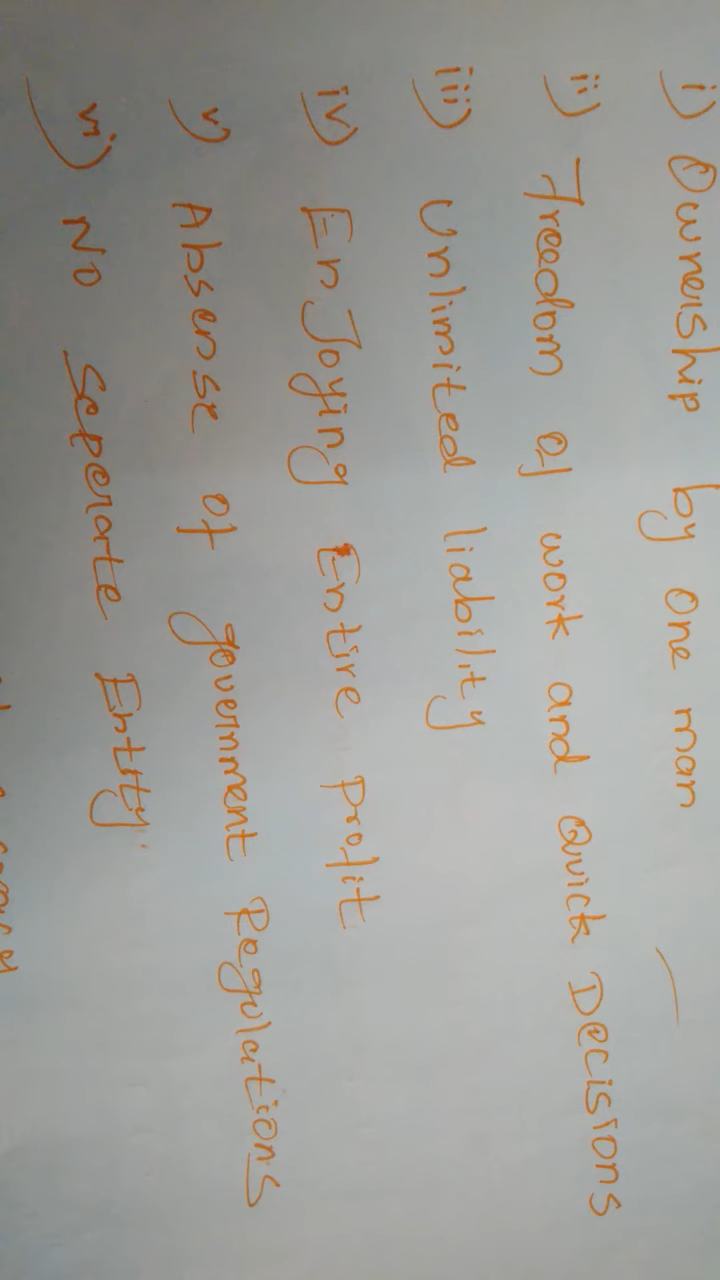 i) Ownership by one man
ii) Freedom of work and Quick Decisions
iii) Unlimited liability
iv) EnJoying Entire Profit
v) Absense of government Regulations
vi) No Seperate Entity.